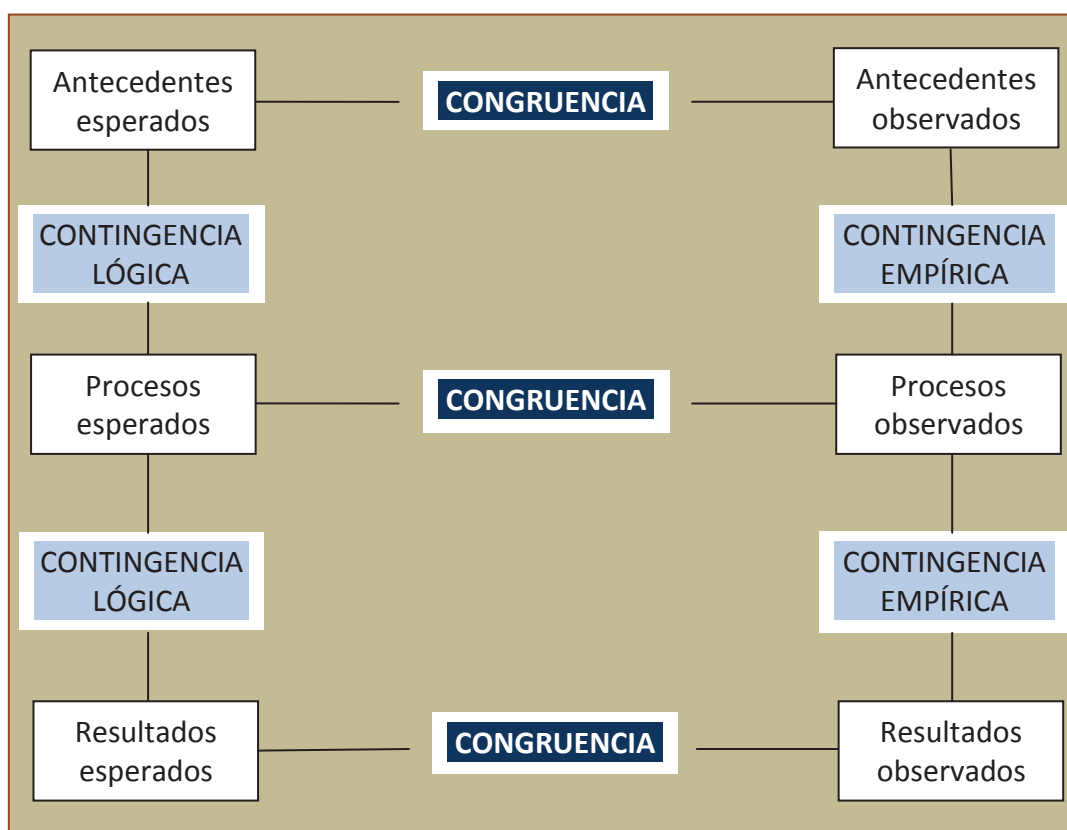 Antecedentes
esperados
CONGRUENCIA
Antecedentes
observados
CONTINGENCIA
LÓGICA
CONTINGENCIA
EMPÍRICA
Procesos
esperados
CONGRUENCIA
Procesos
observados
CONTINGENCIA
LÓGICA
CONTINGENCIA
EMPÍRICA
Resultados
esperados
CONGRUENCIA
Resultados
observados